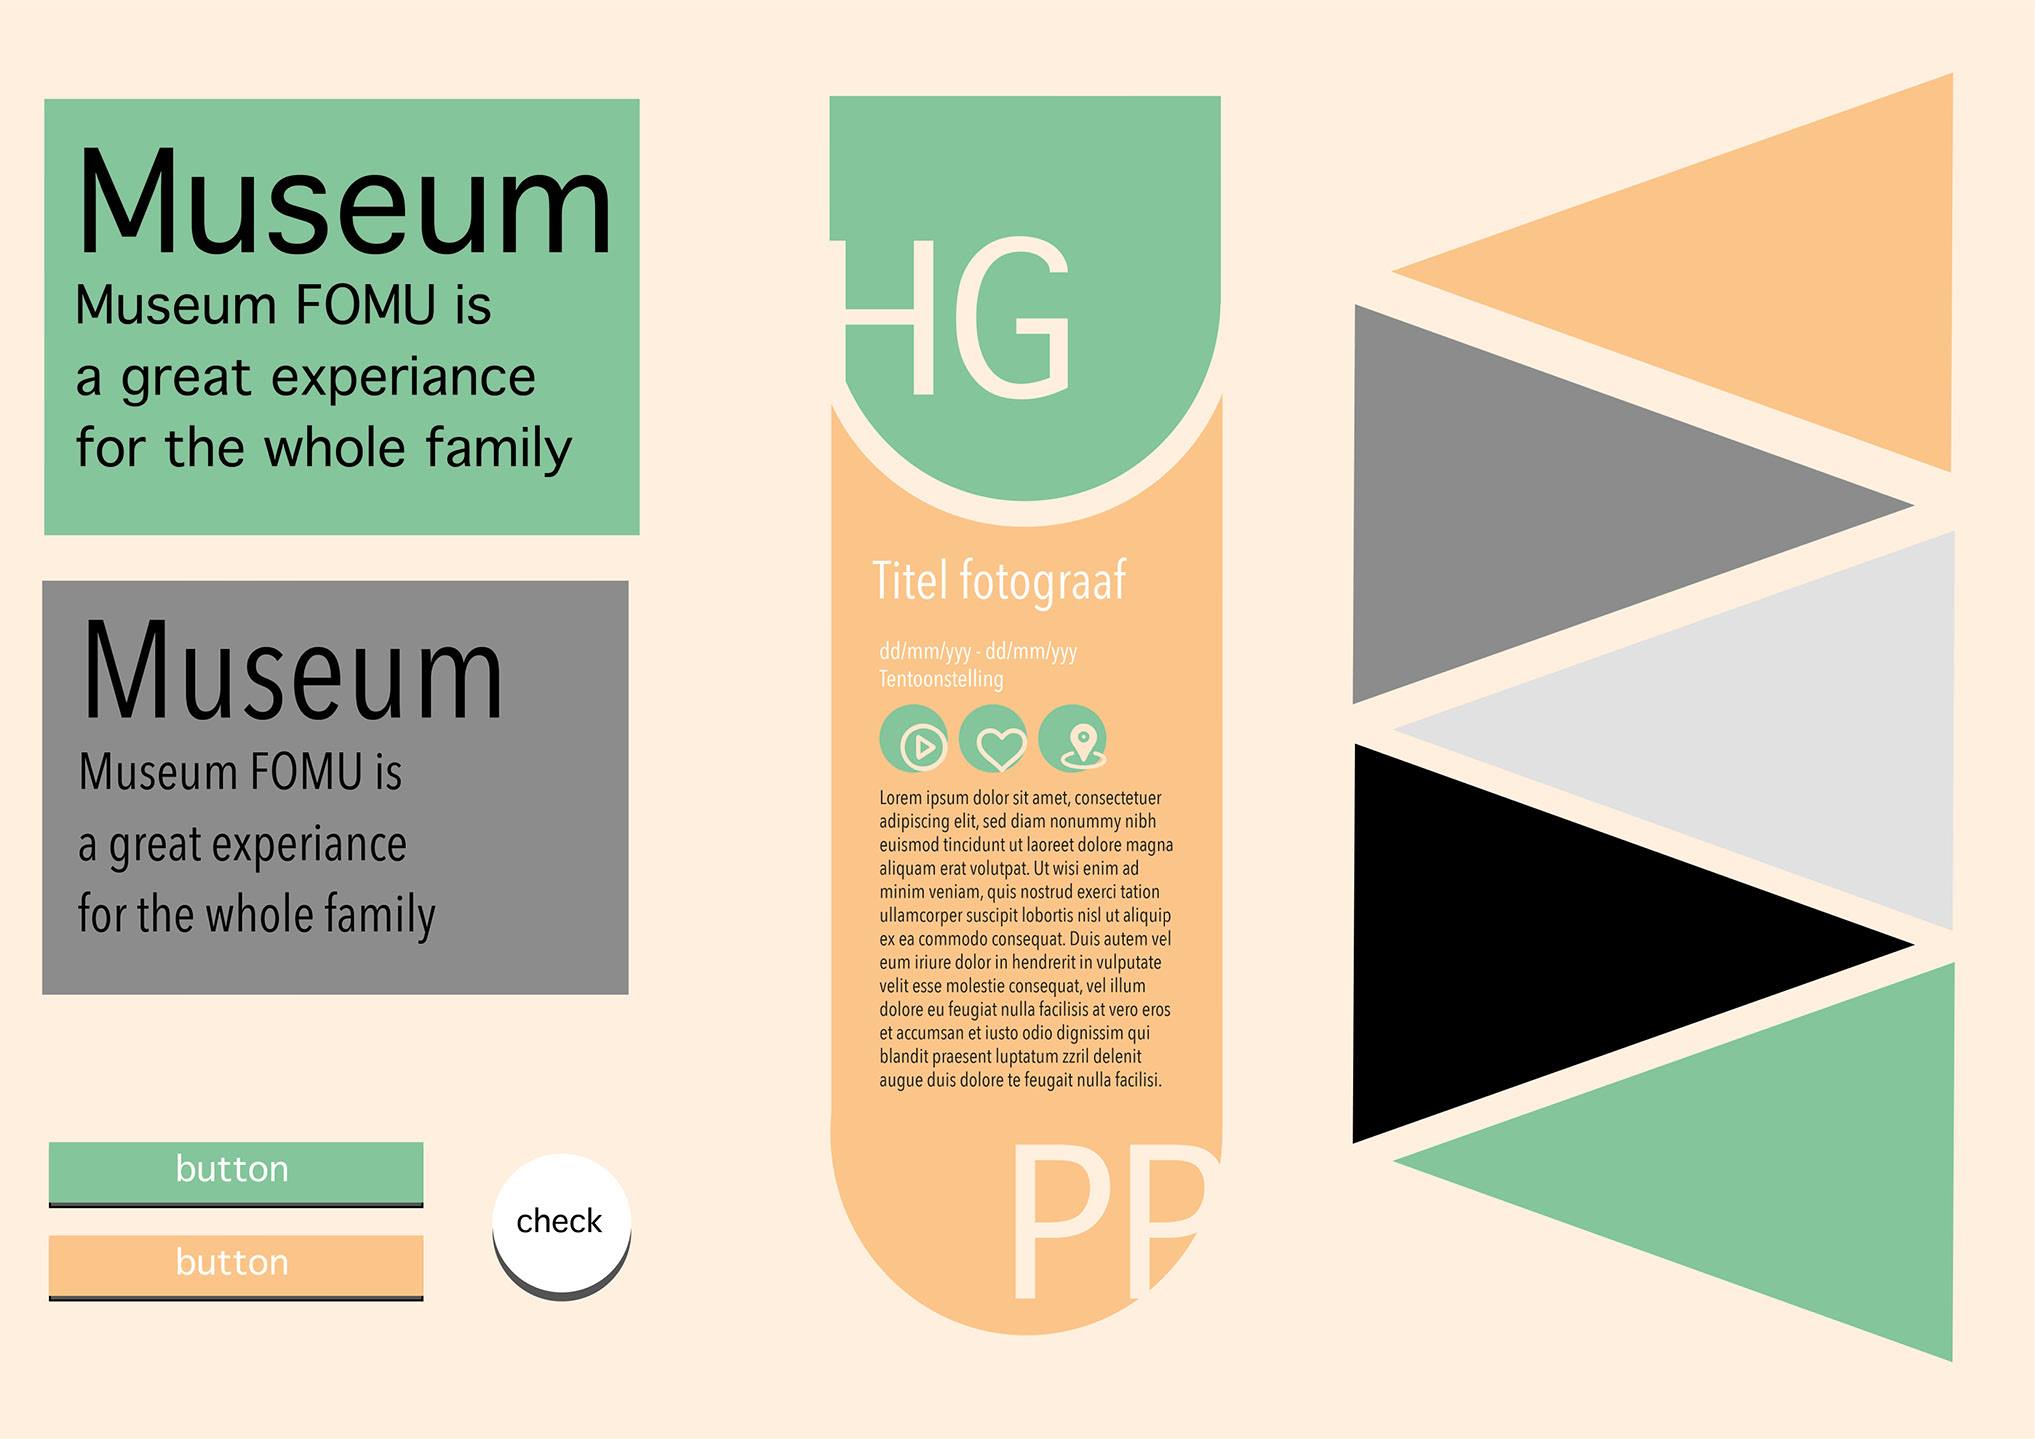 Museum
Museum FOMU is
a great experiance
for the whole family
Museum
Museum FOMU is
a great experiance
for the whole family
button
button
check
HG
Titel fotograaf
dd/mm/yyy - dd/mm/yyy
Tentoonstelling
Lorem ipsum dolor sit amet, consectetuer
adipiscing elit, sed diam nonummy nibh
euismod tincidunt ut laoreet dolore magna
aliquam erat volutpat. Ut wisi enim ad
minim veniam, quis nostrud exerci tation
ullamcorper suscipit lobortis nisl ut aliquip
ex ea commodo consequat. Duis autem vel
eum iriure dolor in hendrerit in vulputate
velit esse molestie consequat, vel illum
dolore eu feugiat nulla facilisis at vero eros
et accumsan et iusto odio dignissim qui
blandit praesent luptatum zzril delenit
augue duis dolore te feugait nulla facilisi.
PP